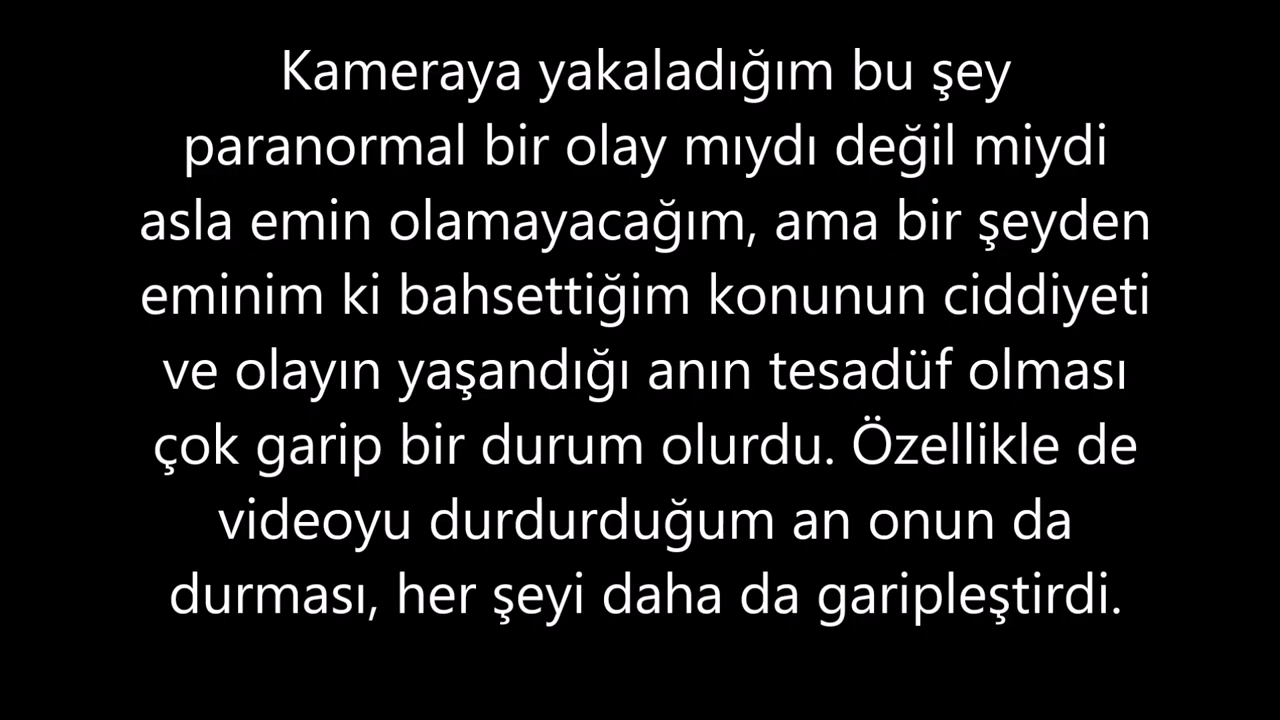 Kameraya yakaladığım bu şey
paranormal bir olay mıydı değil miydi
asla emin olamayacağım, ama bir şeyden
eminim ki bahsettiğim konunun ciddiyeti
ve olayın yaşandığı anın tesadüf olması
çok garip bir durum olurdu. Özellikle de
videoyu durdurduğum an onun da
durması, her şeyi daha da garipleştirdi.